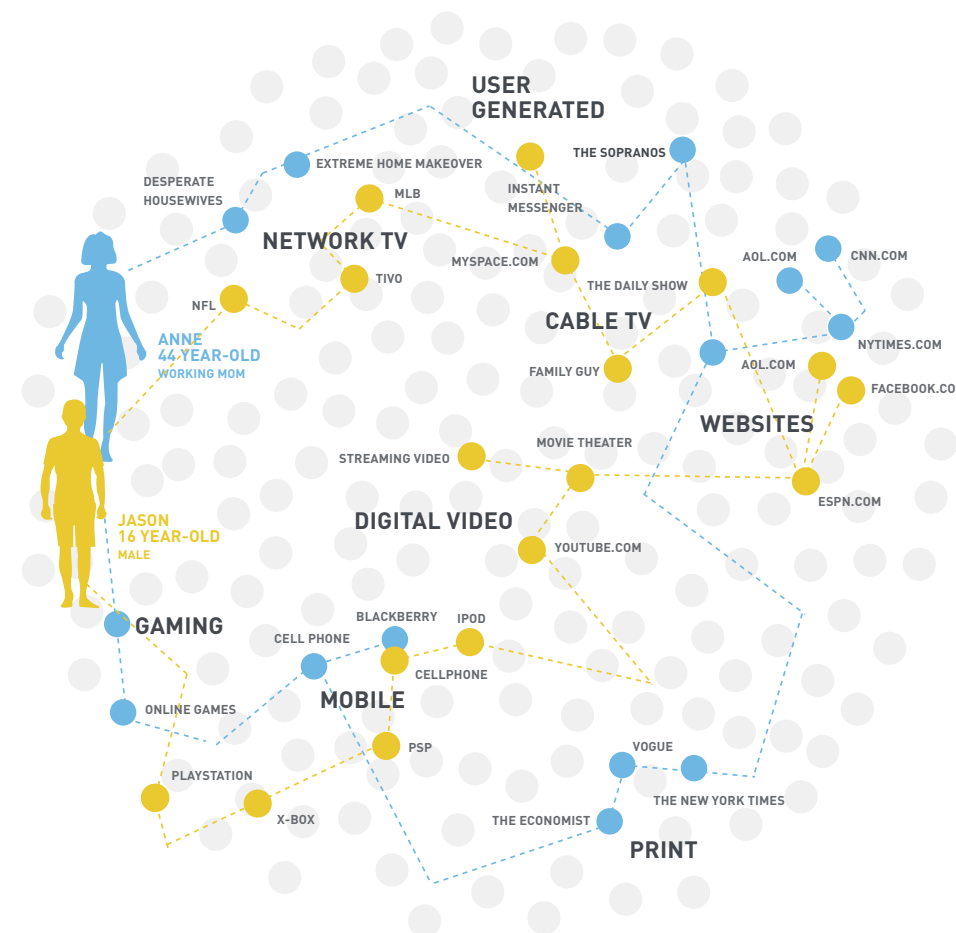 USER
GENERATED
THE SOPRANOS
EXTREME HOME MAKEOVER
DESPERATE
HOUSEWIVES
MLB
INSTANT
MESSENGER
NETWORK TV
MYSPACE.COM
AOL.COM
CNN.COM
TIVO
THE DAILY SHOW
NFL
CABLE TV
ANNE
44 YEAR-OLD
WORKING MOM
NYTIMES.COM
FAMILY GUY
AOL.COM
FACEBOOK.CO
WEBSITES
MOVIE THEATER
STREAMING VIDEO
ESPN.COM
JASON
16 YEAR-OLD
MALE
DIGITAL VIDEO
YOUTUBE.COM
GAMING
BLACKBERRY
IPOD
CELL PHONE
CELLPHONE
MOBILE
ONLINE GAMES
PSP
VOGUE
PLAYSTATION
THE NEW YORK TIMES
X-BOX
THE ECONOMIST
PRINT